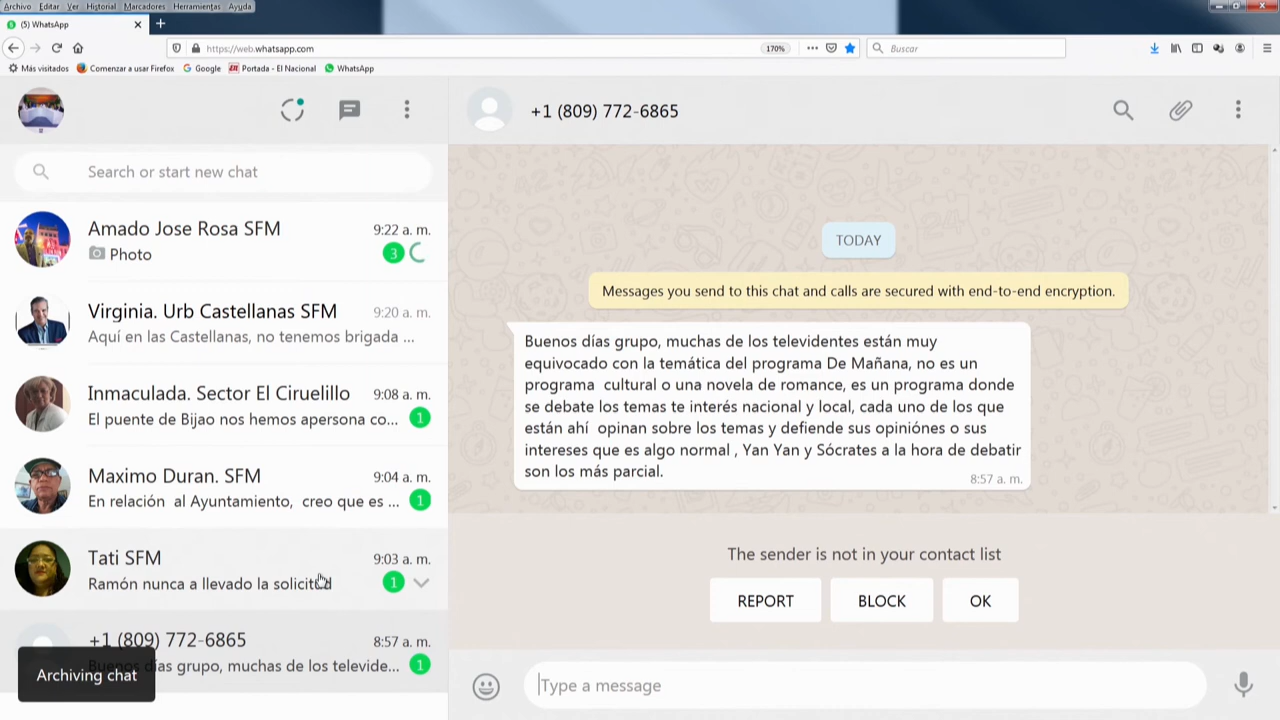 Archivo Editar Ver Historial Marcadores Herramientas Ayuda
(5) WhatsApp
https://web.whatsapp.com
170%
Buscar
Más visitados Comenzar a usar Firefox Google Portada - El Nacional WhatsApp
+1 (809) 772-6865
Search or start new chat
Amado Jose Rosa SFM 9:22 a. m.
Photo 3
Virginia. Urb Castellanas SFM 9:20 a. m.
Aquí en las Castellanas, no tenemos brigada ...
Inmaculada. Sector El Ciruelillo 9:08 a. m.
El puente de Bijao nos hemos apersona co... 1
Maximo Duran. SFM 9:04 a. m.
En relación al Ayuntamiento, creo que es ... 1
Tati SFM 9:03 a. m.
Ramón nunca a llevado la solicitud 1
+1 (809) 772-6865 8:57 a. m.
Buenos días grupo, muchas de los televide... 1
Archiving chat
TODAY
Messages you send to this chat and calls are secured with end-to-end encryption.
Buenos días grupo, muchas de los televidentes están muy
equivocado con la temática del programa De Mañana, no es un
programa cultural o una novela de romance, es un programa donde
se debate los temas te interés nacional y local, cada uno de los que
están ahí opinan sobre los temas y defiende sus opiniónes o sus
intereses que es algo normal , Yan Yan y Sócrates a la hora de debatir
son los más parcial.
8:57 a. m.
The sender is not in your contact list
REPORT BLOCK OK
Type a message